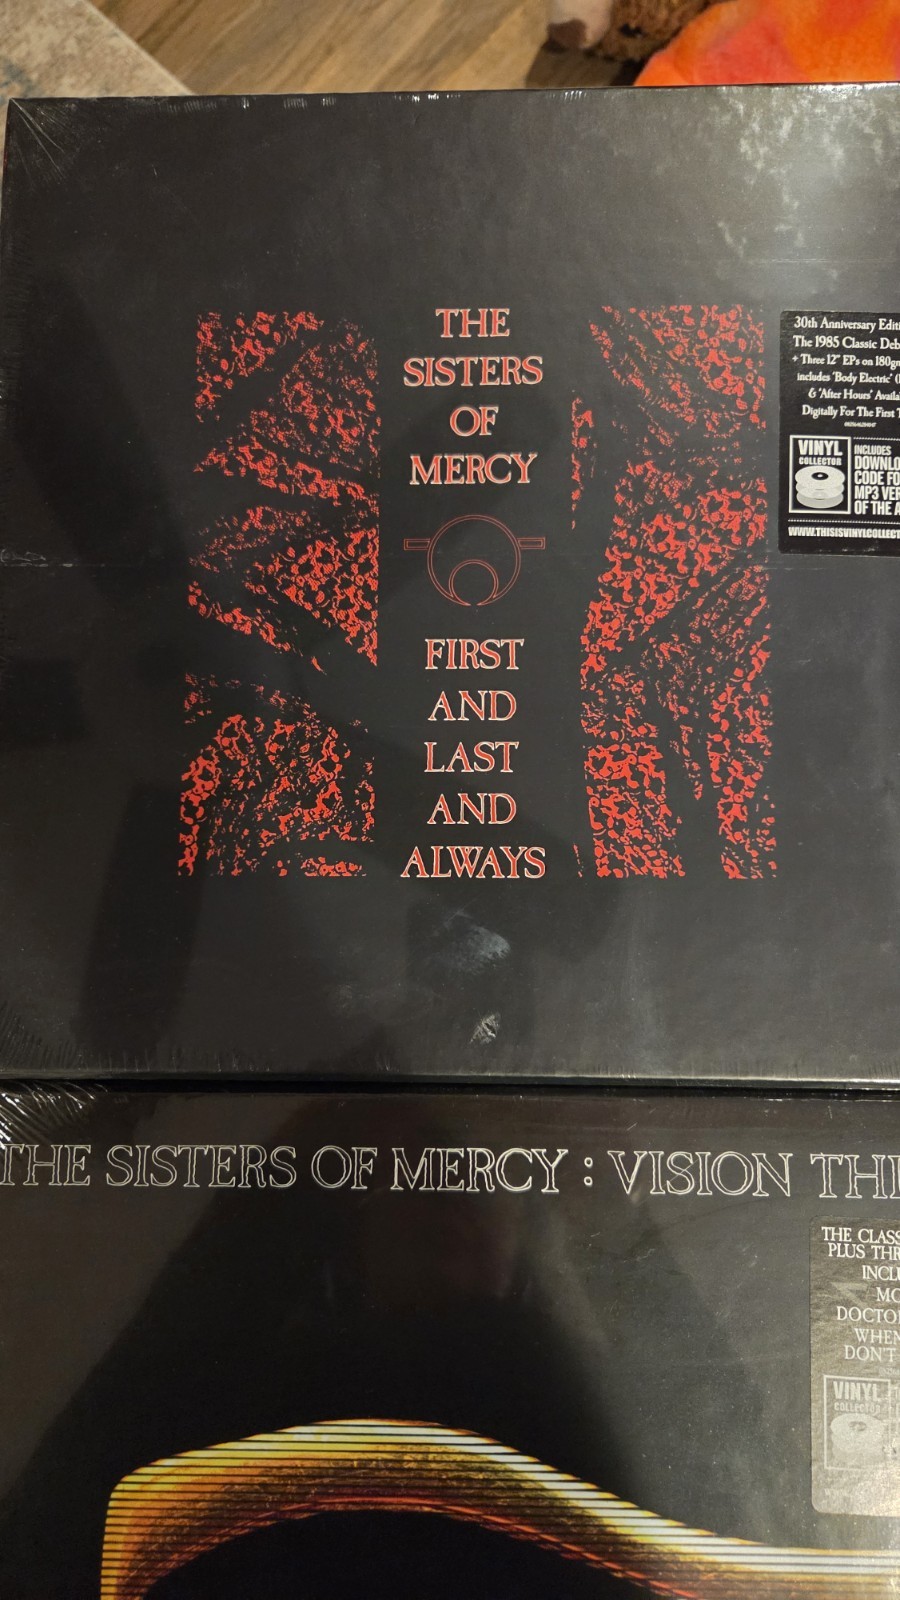 THE
SISTERS
OF
MERCY
FIRST
AND
LAST
AND
ALWAYS
30th Anniversary Editi
The 1985 Classic Deb
+ Three 12" EPs on 180g
includes 'Body Electric'
& 'After Hours' Availa
Digitally For The First T
VINYL
COLLECTOR
INCLUDES
DOWNLO
CODE FO
MP3 VER
OF THE A
WWW.THISISVINYLCOLLECT
THE SISTERS OF MERCY : VISION THI
THE CLASS
PLUS THR
INCLU
MO
DOCTO
WHEN
DON'T
VINYL
COLLECTOR